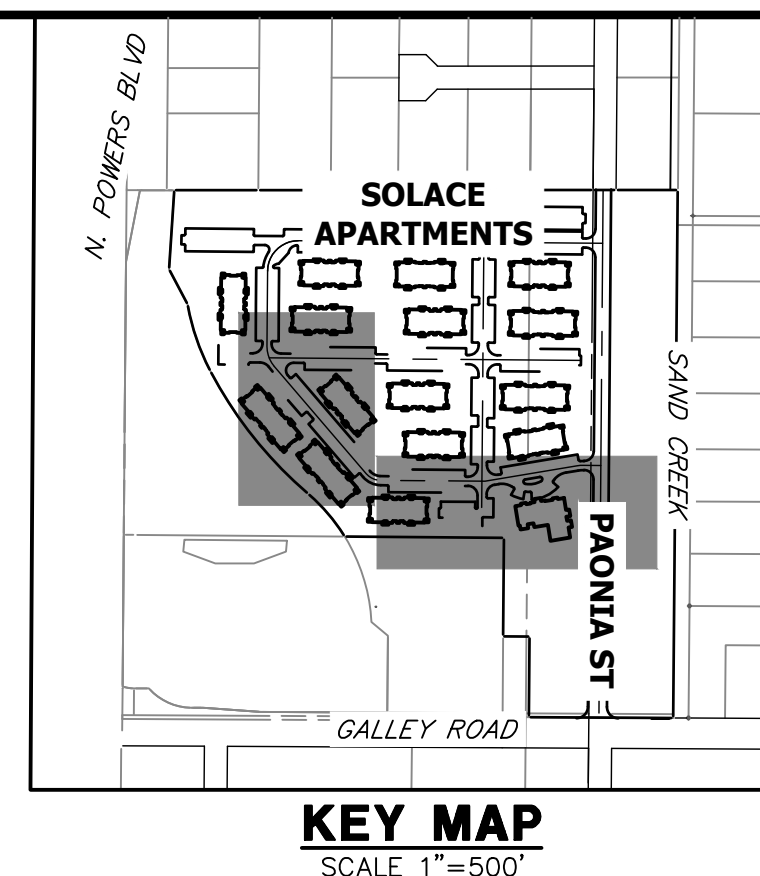 N. POWERS BLVD
SOLACE
APARTMENTS
SAND CREEK
PAONIA ST
GALLEY ROAD
KEY MAP
SCALE 1"=500'